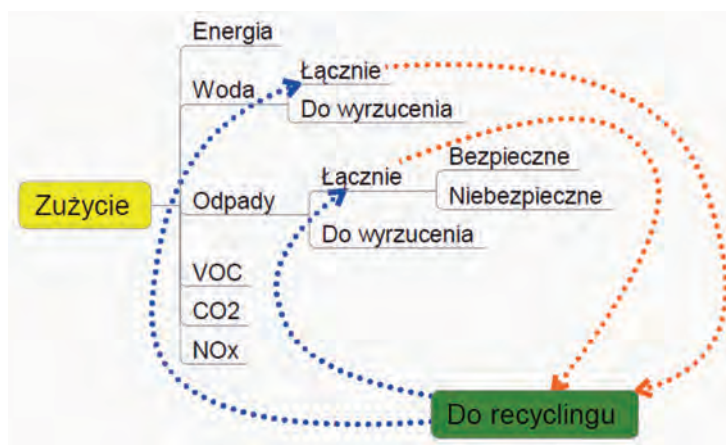 Energia
Łącznie
Woda
Do wyrzucenia
Bezpieczne
Łącznie
Niebezpieczne
Zużycie
Odpady
Do wyrzucenia
VOC
CO2
NOx
Do recyclingu